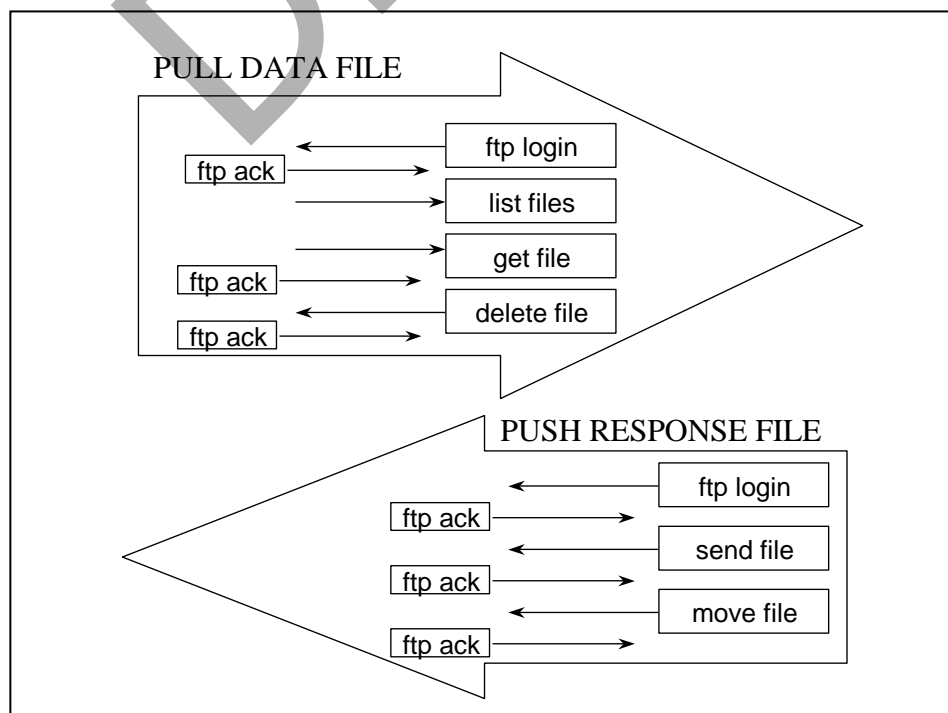 PULL DATA FILE
ftp login
ftp ack
list files
get file
ftp ack
delete file
ftp ack
PUSH RESPONSE FILE
ftp login
ftp ack
send file
ftp ack
move file
ftp ack